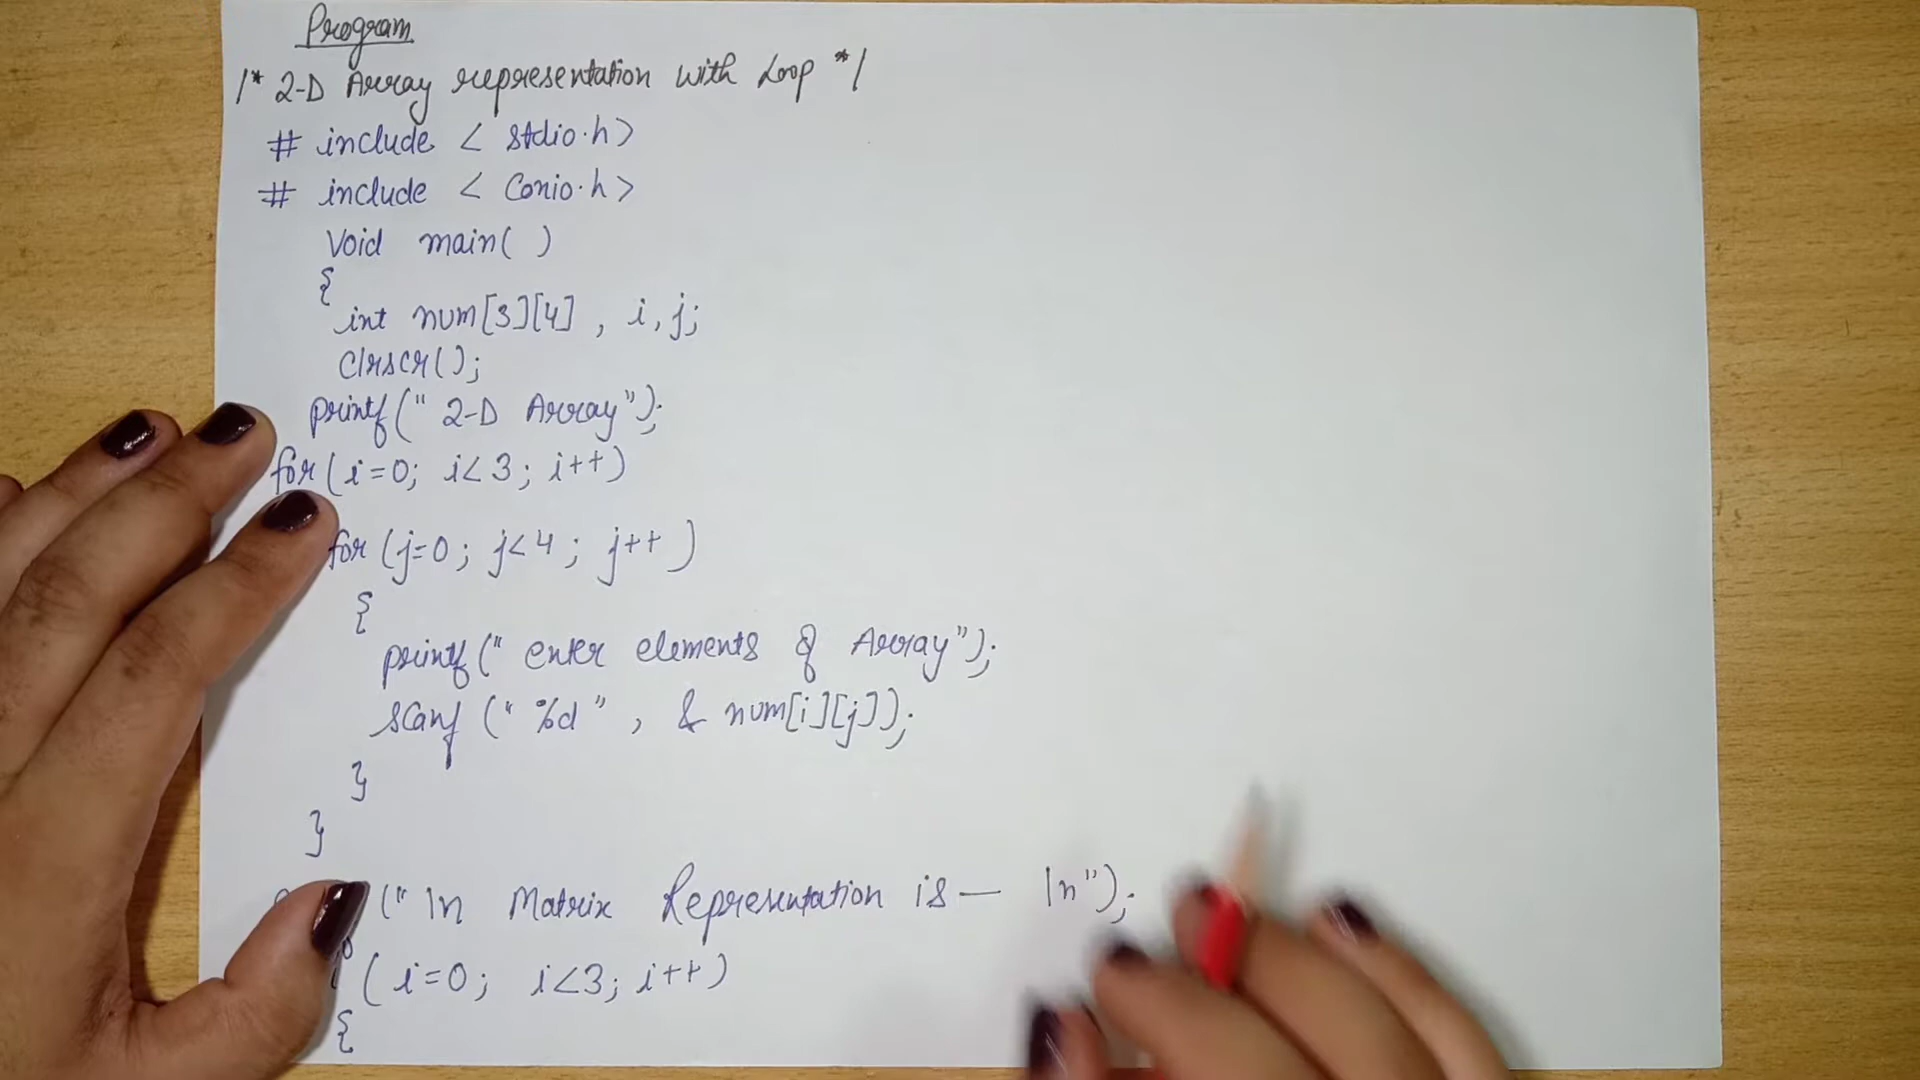 Program
/* 2-D Array representation with Loop */
# include < stdio.h>
# include < Conio.h>
Void main( )
{
int num[3][4] , i, j;
Clrscr();
printf(" 2-D Array");
for(i=0; i<3; i++)
for (j=0; j<4; j++ )
{
printf(" enter elements of Array");
scanf (" %d " , & num[i][j]);
}
}
(" \n Matrix Representation is — \n");
( i=0; i<3; i++)
{